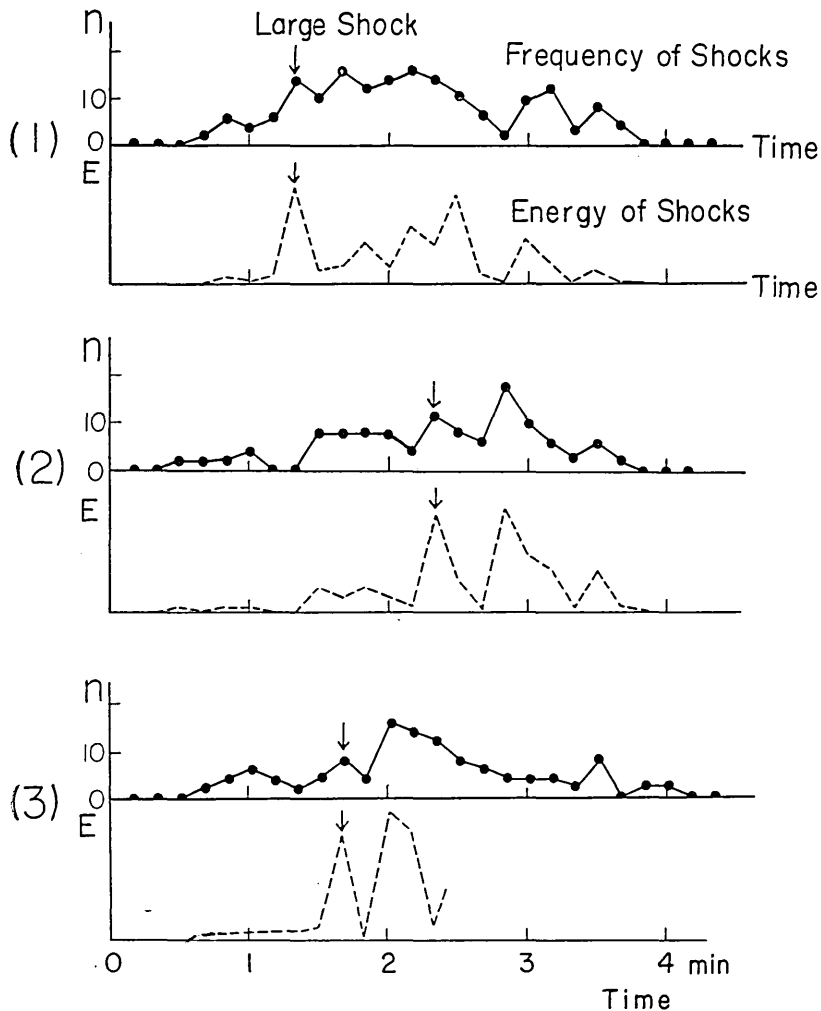 n
Large Shock
Frequency of Shocks
10
(1)
0
Time
E
Energy of Shocks
Time
n
10
(2)
0
E
n
10
(3)
0
E
0 1 2 3 4 min
Time